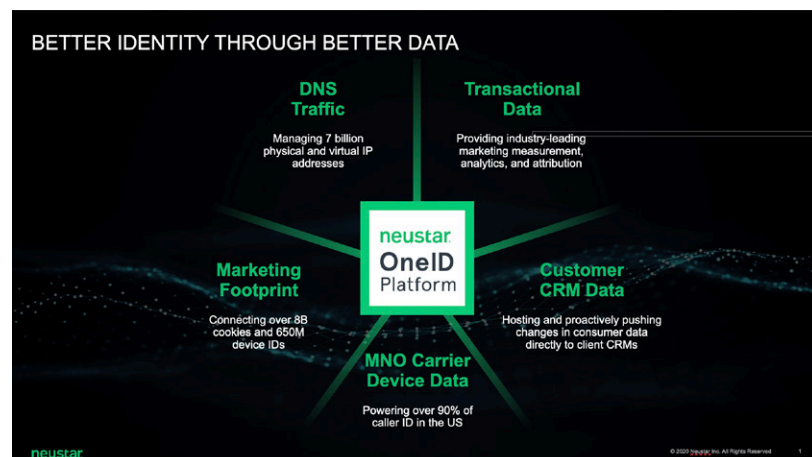 BETTER IDENTITY THROUGH BETTER DATA
DNS
Traffic
Managing 7 billion
physical and virtual IP
addresses
Transactional
Data
Providing industry-leading
marketing measurement,
analytics, and attribution
neustar
OneID
Platform
Marketing
Footprint
Connecting over 8B
cookies and 650M
device IDs
Customer
CRM Data
Hosting and proactively pushing
changes in consumer data
directly to client CRMs
MNO Carrier
Device Data
Powering over 90% of
caller ID in the US
neustar
© 2020 Neustar Inc. All Rights Reserved
1